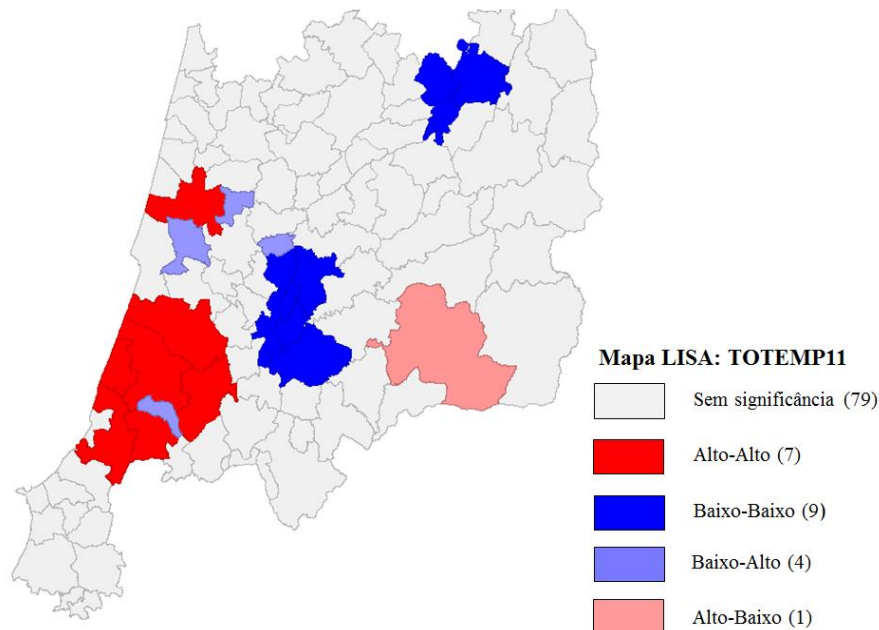 Mapa LISA: TOTEMP11
Sem significância (79)
Alto-Alto (7)
Baixo-Baixo (9)
Baixo-Alto (4)
Alto-Baixo (1)